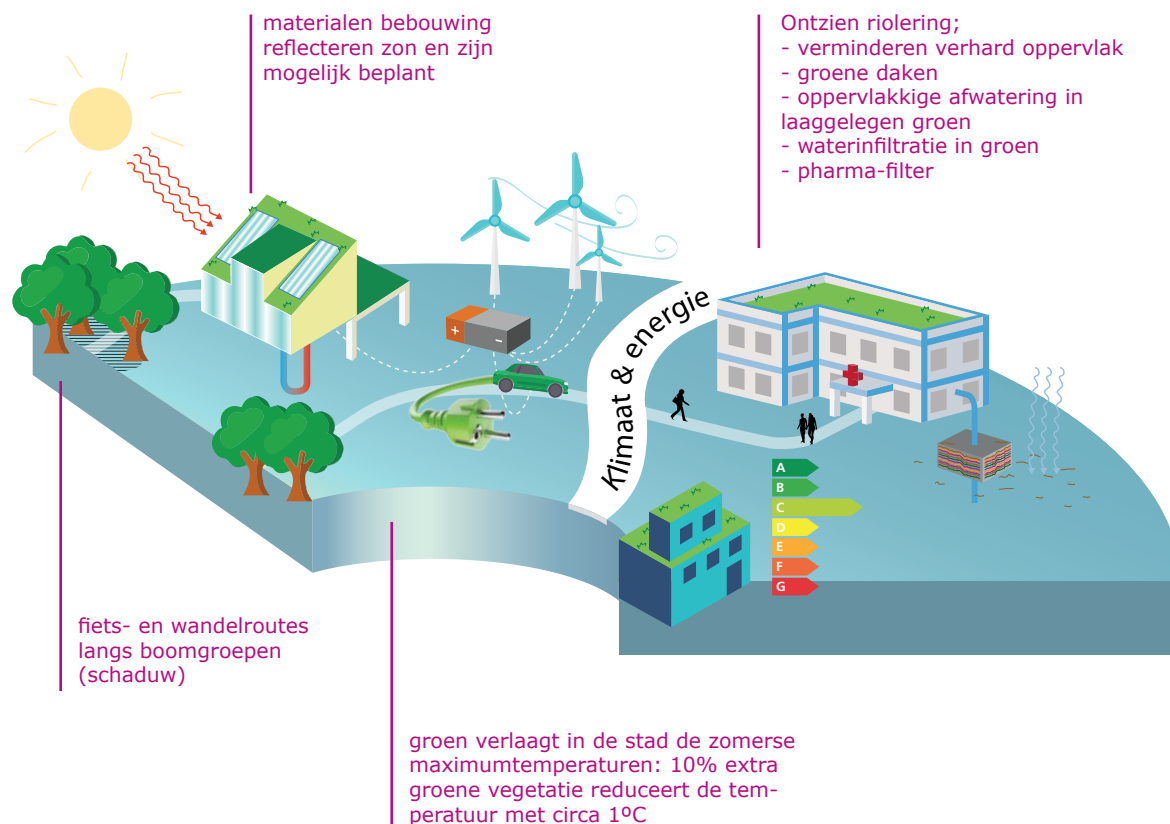 materialen bebouwing
reflecteren zon en zijn
mogelijk beplant
Ontzien riolering;
- verminderen verhard oppervlak
- groene daken
- oppervlakkige afwatering in
laaggelegen groen
- waterinfiltratie in groen
- pharma-filter
+
−
Klimaat & energie
A
B
C
D
E
F
G
fiets- en wandelroutes
langs boomgroepen
(schaduw)
groen verlaagt in de stad de zomerse
maximumtemperaturen: 10% extra
groene vegetatie reduceert de tem-
peratuur met circa 1ºC